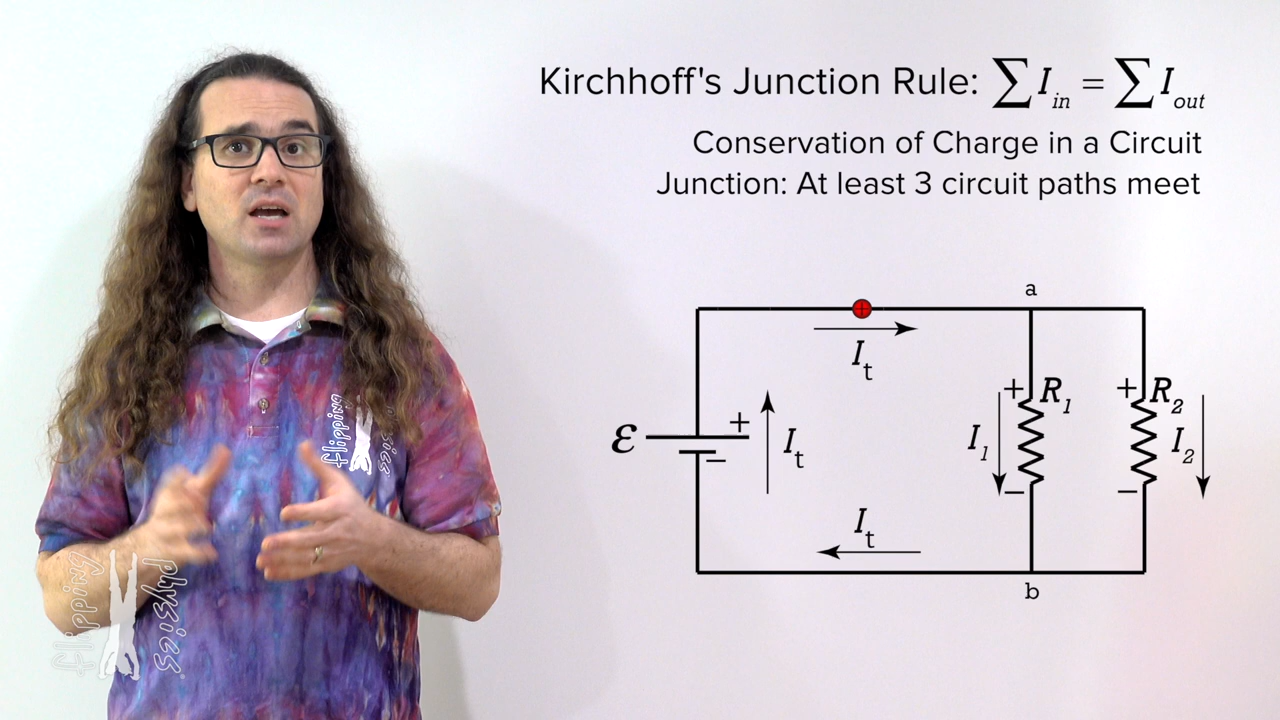 Kirchhoff's Junction Rule: ∑I_in = ∑I_out
Conservation of Charge in a Circuit
Junction: At least 3 circuit paths meet
a
I_t
+ R_1
+ R_2
ε
+
−
I_t
I_1
I_2
−
−
I_t
b
flipping physics
flipping physics